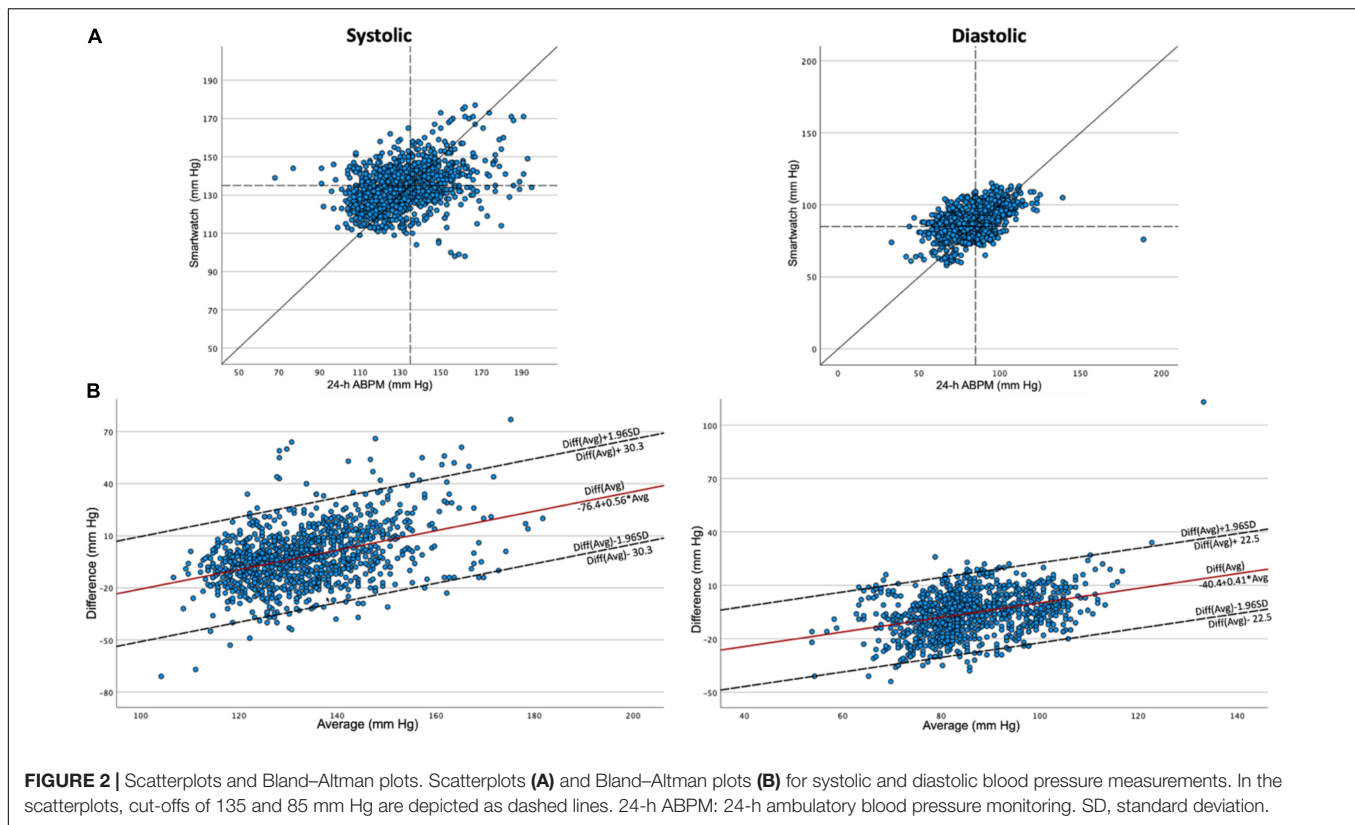 A
Systolic
Diastolic
190
170
150
130
110
90
70
50
Smartwatch (mm Hg)
50 70 90 110 130 150 170 190
24-h ABPM (mm Hg)
200
150
100
50
0
Smartwatch (mm Hg)
0 50 100 150 200
24-h ABPM (mm Hg)
B
70
40
10
-20
-50
-80
Difference (mm Hg)
Diff(Avg)+1.96SD
Diff(Avg)+ 30.3
Diff(Avg)
-76.4+0.56*Avg
Diff(Avg)-1.96SD
Diff(Avg)- 30.3
100 120 140 160 180 200
Average (mm Hg)
100
70
40
10
-20
-50
Difference (mm Hg)
Diff(Avg)+1.96SD
Diff(Avg)+ 22.5
Diff(Avg)
-40.4+0.41*Avg
Diff(Avg)-1.96SD
Diff(Avg)- 22.5
40 60 80 100 120 140
Average (mm Hg)
FIGURE 2 | Scatterplots and Bland–Altman plots. Scatterplots (A) and Bland–Altman plots (B) for systolic and diastolic blood pressure measurements. In the
scatterplots, cut-offs of 135 and 85 mm Hg are depicted as dashed lines. 24-h ABPM: 24-h ambulatory blood pressure monitoring. SD, standard deviation.